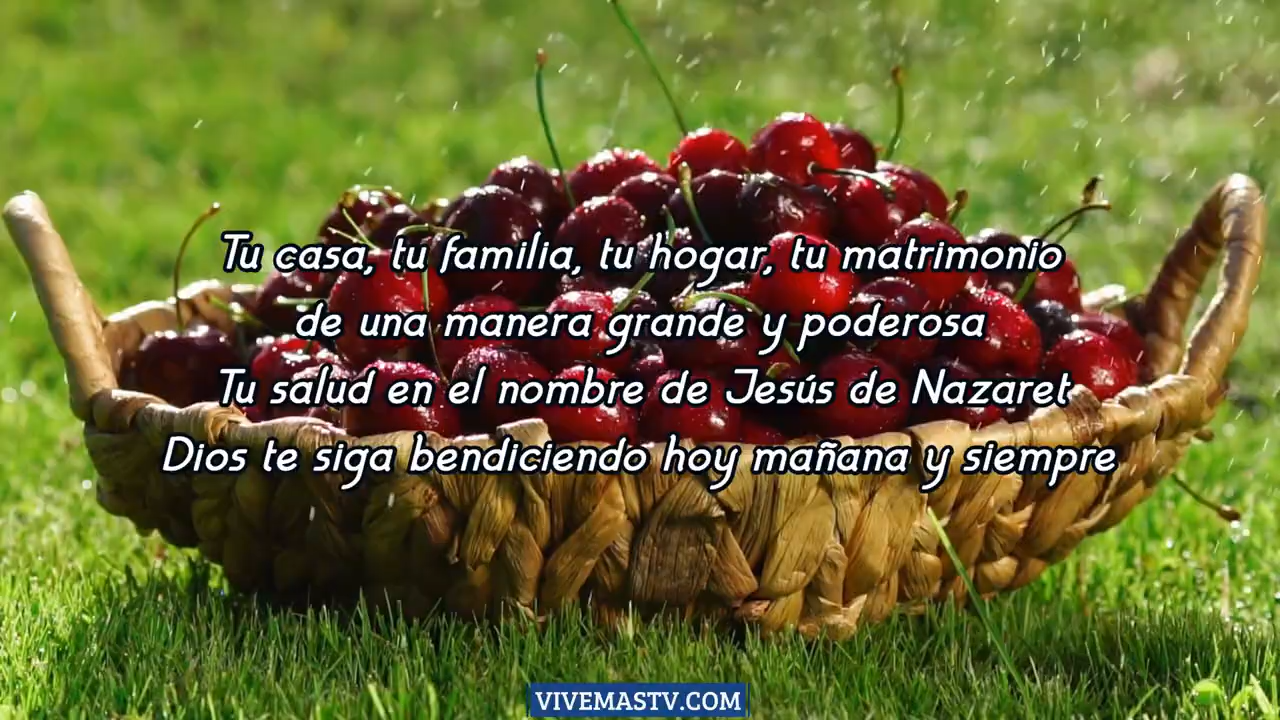 Tu casa, tu familia, tu hogar, tu matrimonio
de una manera grande y poderosa
Tu salud en el nombre de Jesús de Nazaret
Dios te siga bendiciendo hoy mañana y siempre
VIVEMASTV.COM